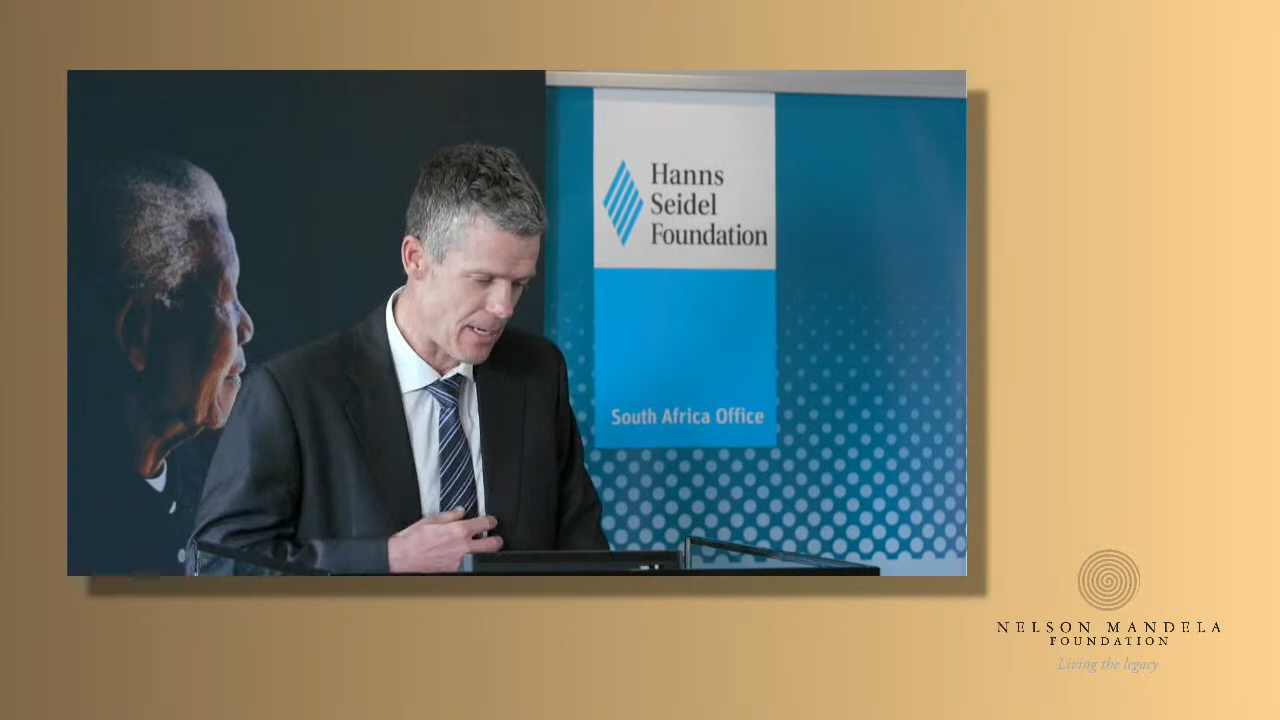 Hanns
Seidel
Foundation
South Africa Office
NELSON MANDELA
FOUNDATION
Living the legacy